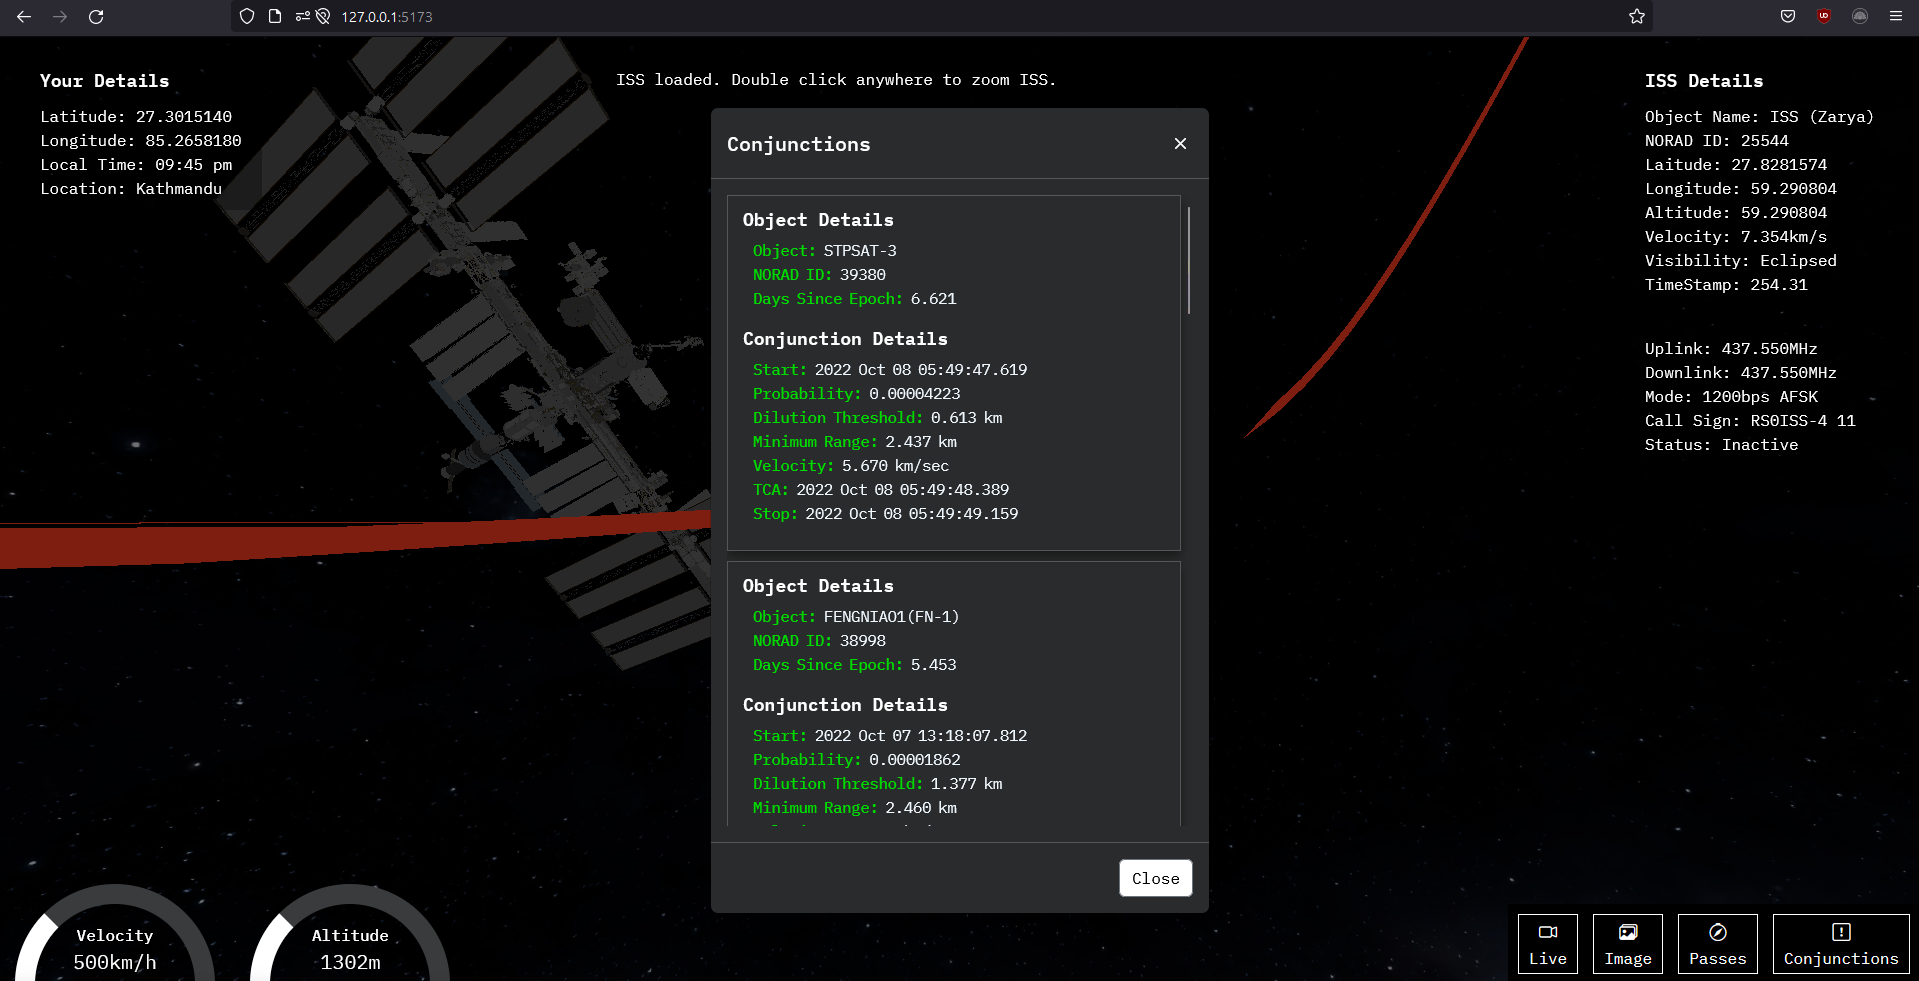 127.0.0.1:5173
Your Details
Latitude: 27.3015140
Longitude: 85.2658180
Local Time: 09:45 pm
Location: Kathmandu
ISS loaded. Double click anywhere to zoom ISS.
Conjunctions
Object Details
Object: STPSAT-3
NORAD ID: 39380
Days Since Epoch: 6.621
Conjunction Details
Start: 2022 Oct 08 05:49:47.619
Probability: 0.00004223
Dilution Threshold: 0.613 km
Minimum Range: 2.437 km
Velocity: 5.670 km/sec
TCA: 2022 Oct 08 05:49:48.389
Stop: 2022 Oct 08 05:49:49.159
Object Details
Object: FENGNIAO1(FN-1)
NORAD ID: 38998
Days Since Epoch: 5.453
Conjunction Details
Start: 2022 Oct 07 13:18:07.812
Probability: 0.00001862
Dilution Threshold: 1.377 km
Minimum Range: 2.460 km
Close
ISS Details
Object Name: ISS (Zarya)
NORAD ID: 25544
Laitude: 27.8281574
Longitude: 59.290804
Altitude: 59.290804
Velocity: 7.354km/s
Visibility: Eclipsed
TimeStamp: 254.31
Uplink: 437.550MHz
Downlink: 437.550MHz
Mode: 1200bps AFSK
Call Sign: RS0ISS-4 11
Status: Inactive
Velocity
500km/h
Altitude
1302m
Live
Image
Passes
Conjunctions